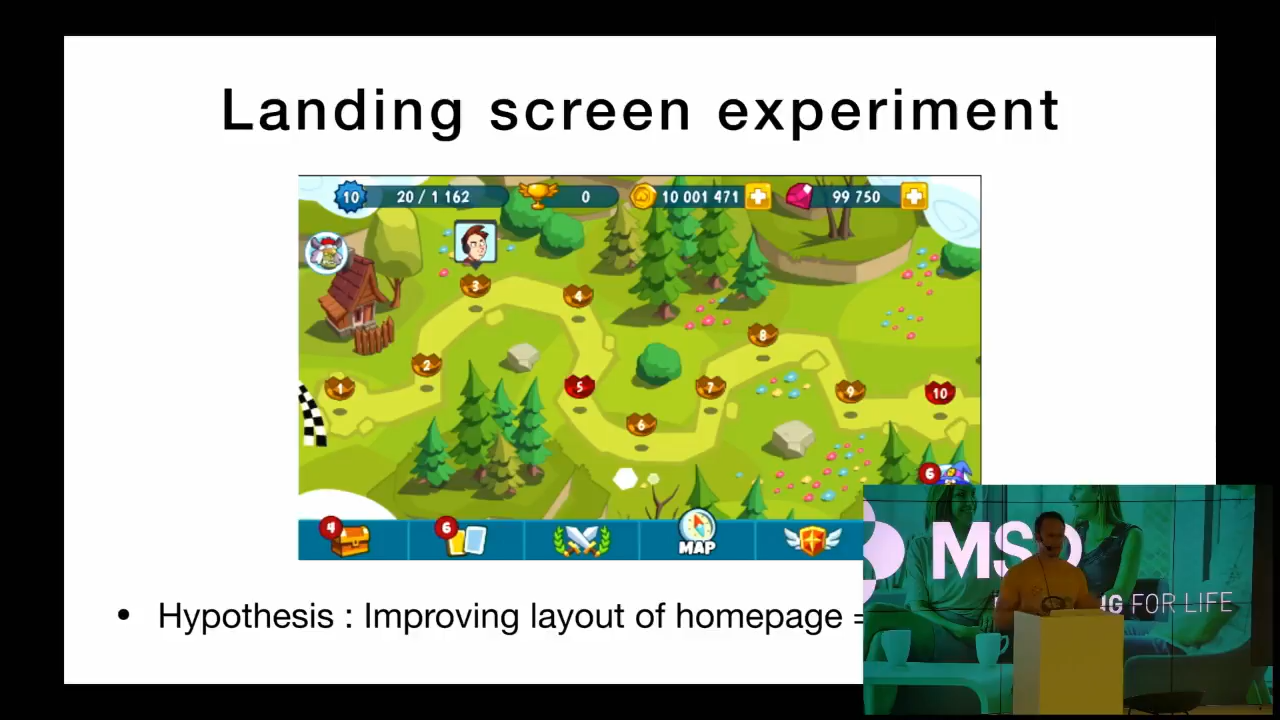 Landing screen experiment
10 20 / 1 162 0 10 001 471 99 750
3
4
8
2
1
5
7
9
10
6
6
4
6
MAP
MSD
FOR LIFE
• Hypothesis : Improving layout of homepage =